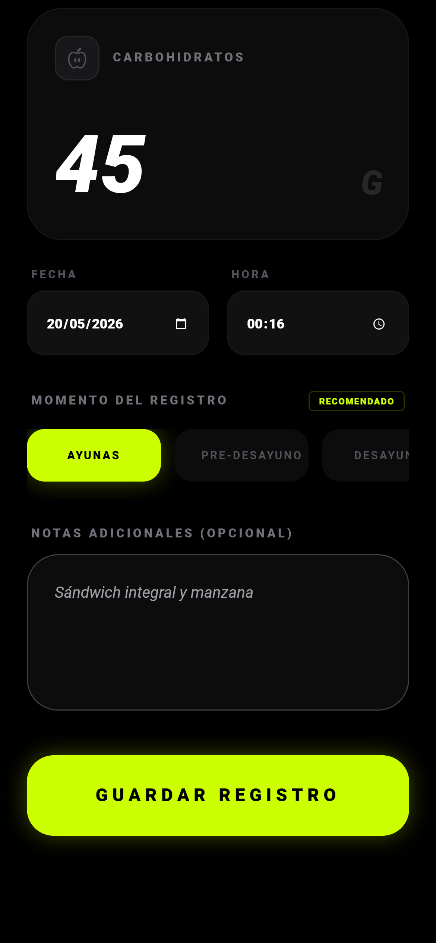 CARBOHIDRATOS
45
G
FECHA
HORA
20/05/2026
00:16
MOMENTO DEL REGISTRO
RECOMENDADO
AYUNAS
PRE-DESAYUNO
DESAYUN
NOTAS ADICIONALES (OPCIONAL)
Sándwich integral y manzana
GUARDAR REGISTRO